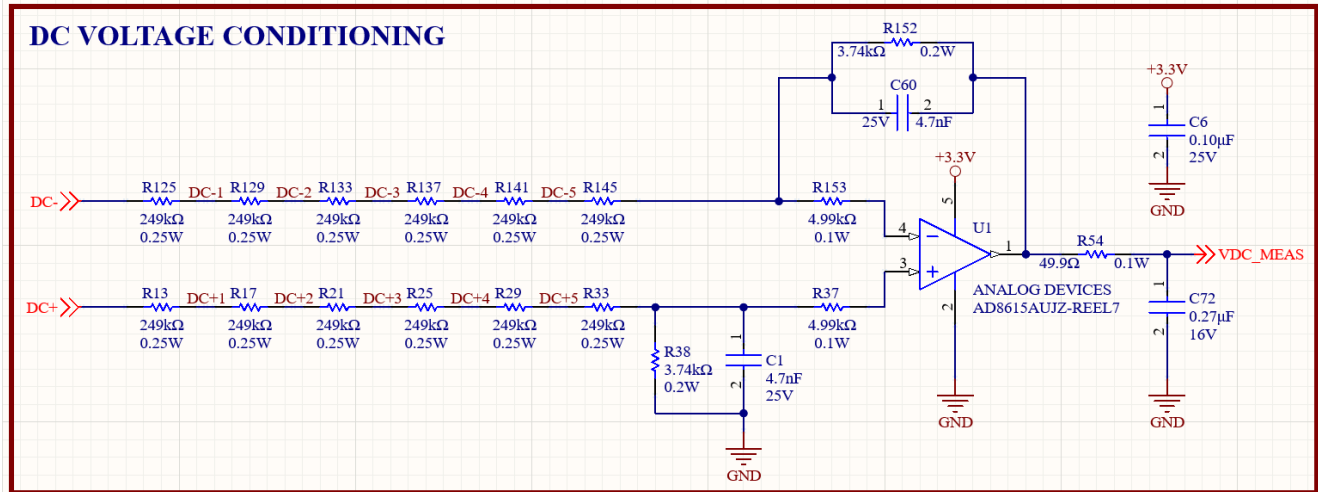 DC VOLTAGE CONDITIONING
R152
3.74kΩ 0.2W
C60
1 2
25V 4.7nF
+3.3V
1
C6
0.10µF
25V
2
GND
+3.3V
5
DC-
R125 DC-1 R129 DC-2 R133 DC-3 R137 DC-4 R141 DC-5 R145
249kΩ 249kΩ 249kΩ 249kΩ 249kΩ 249kΩ
0.25W 0.25W 0.25W 0.25W 0.25W 0.25W
R153
4.99kΩ
0.1W
U1
4
3
1
2
ANALOG DEVICES
AD8615AUJZ-REEL7
GND
R54
49.9Ω 0.1W
VDC_MEAS
1
C72
0.27µF
16V
2
GND
DC+
R13 DC+1 R17 DC+2 R21 DC+3 R25 DC+4 R29 DC+5 R33
249kΩ 249kΩ 249kΩ 249kΩ 249kΩ 249kΩ
0.25W 0.25W 0.25W 0.25W 0.25W 0.25W
R37
4.99kΩ
0.1W
R38
3.74kΩ
0.2W
1
C1
4.7nF
25V
2
GND